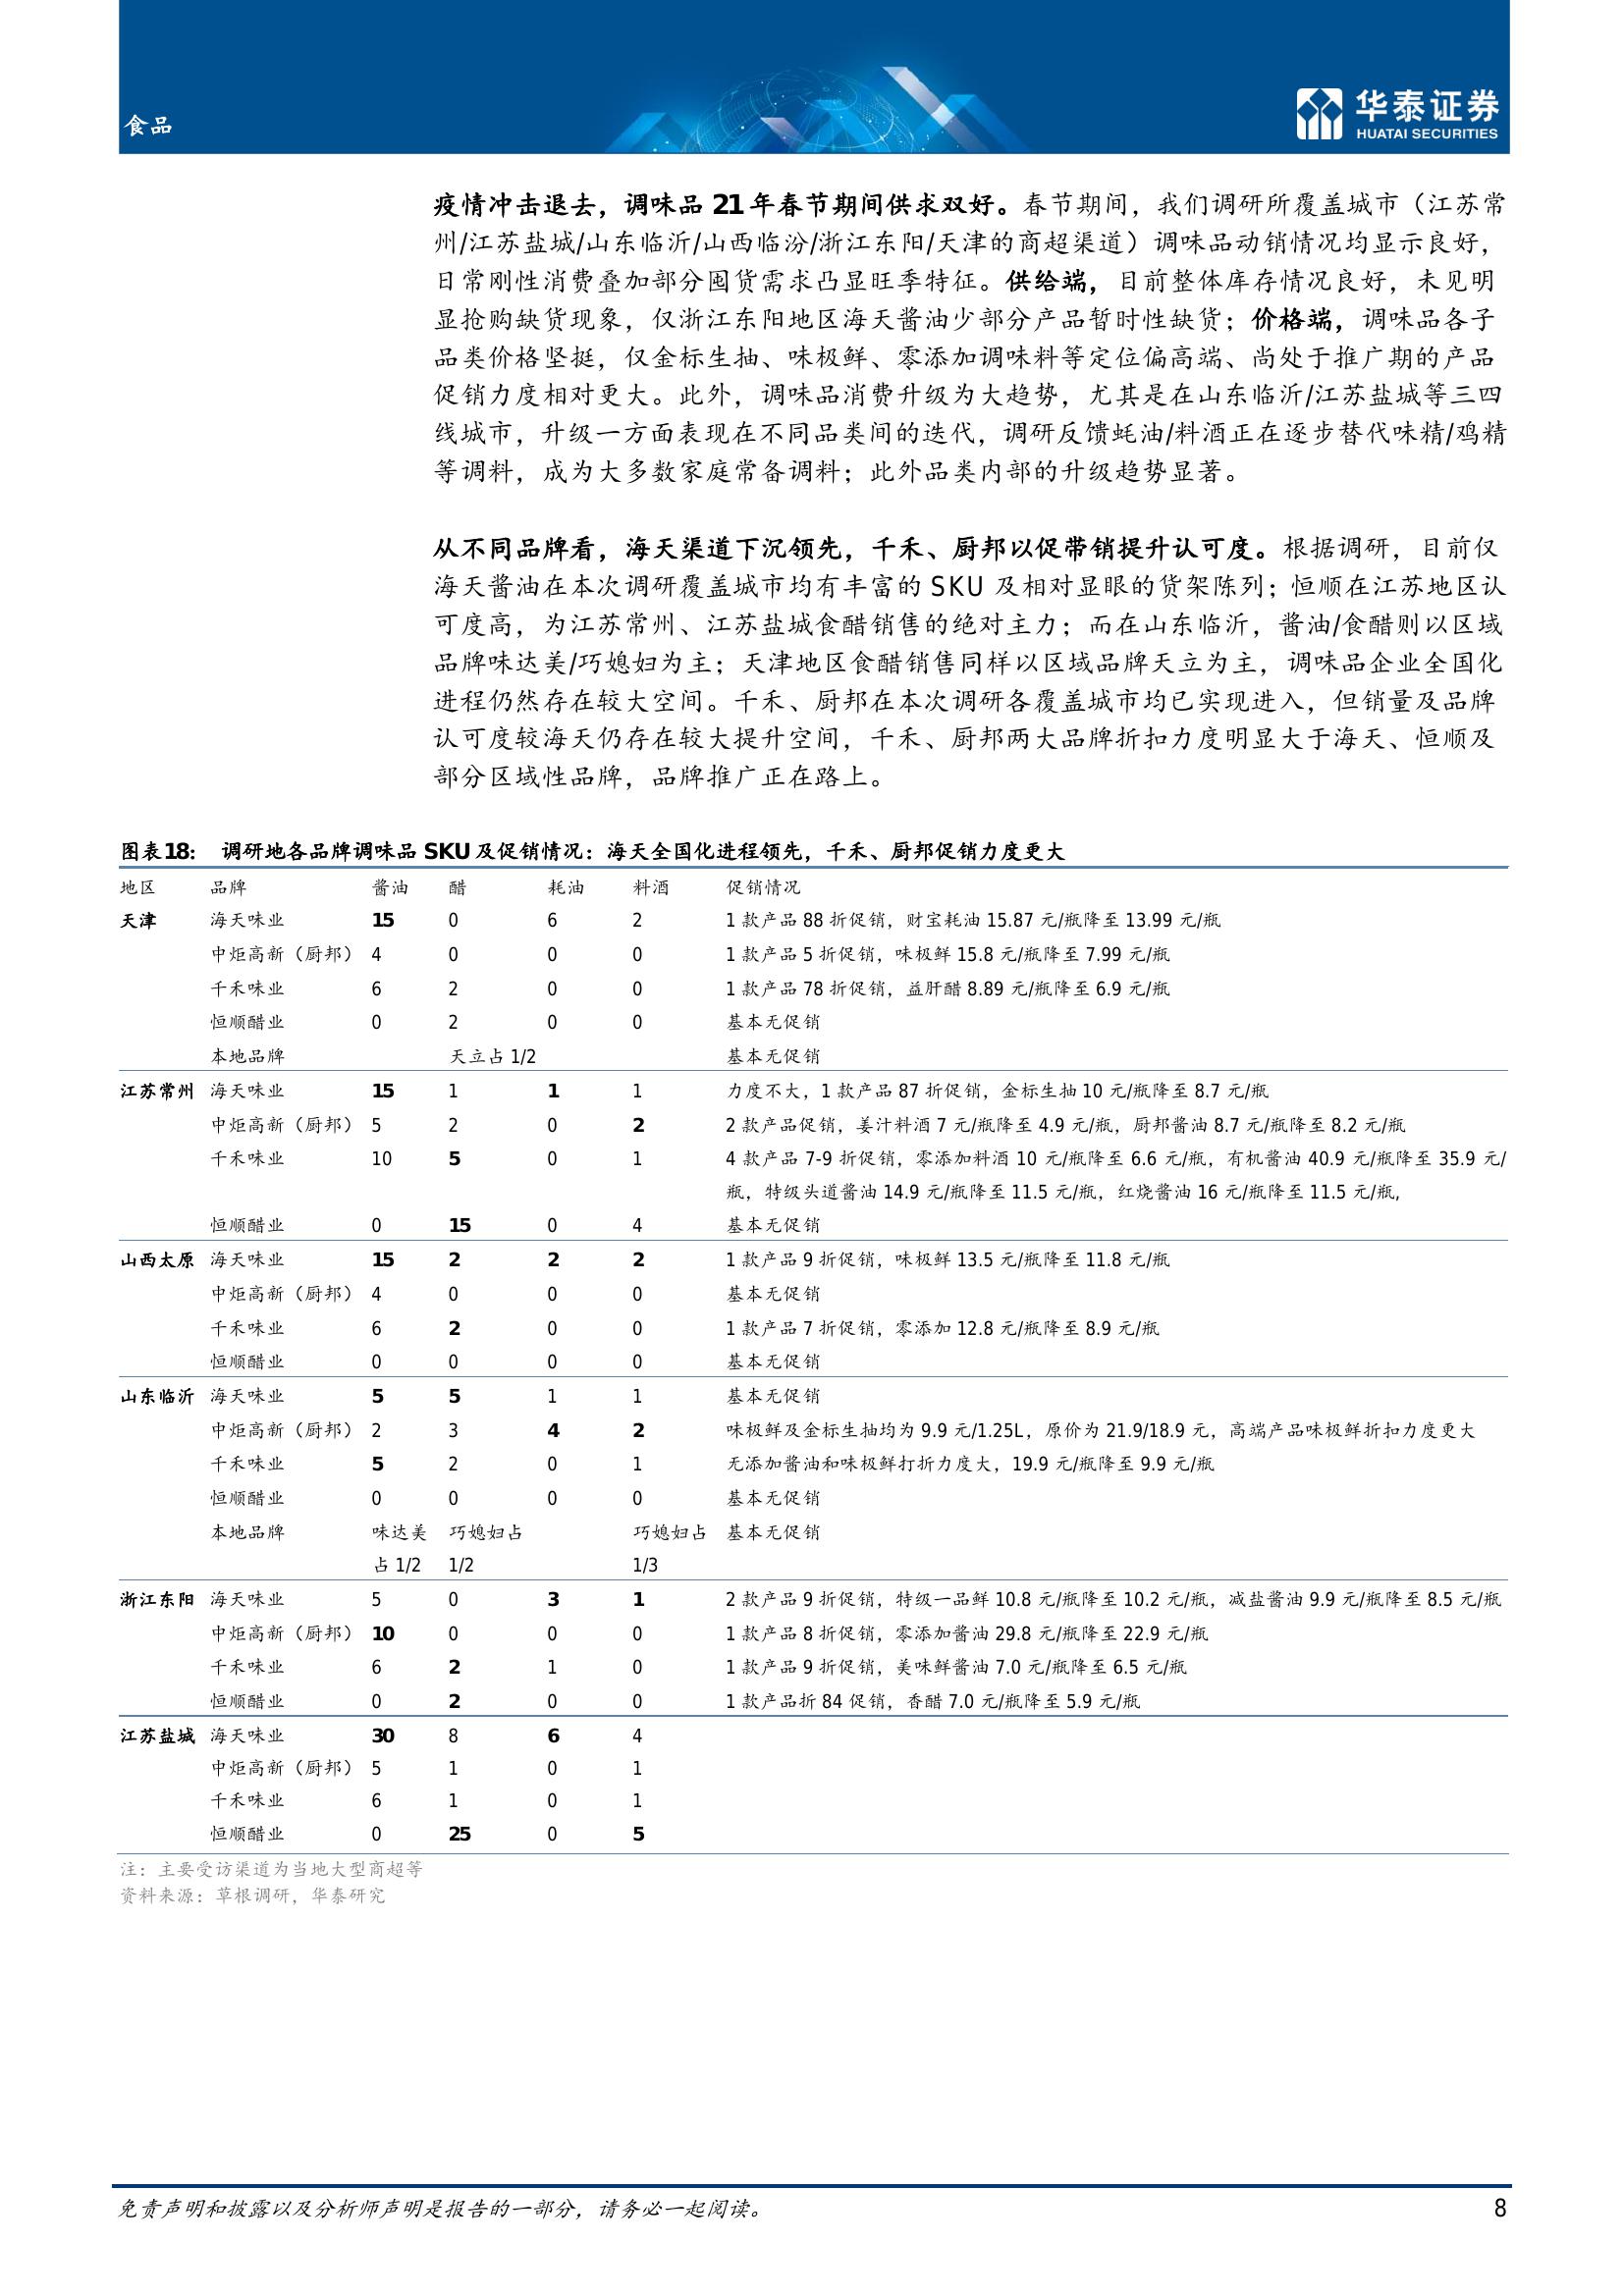 食品
华泰证券
HUATAI SECURITIES
疫情冲击退去，调味品 21 年春节期间供求双好。春节期间，我们调研所覆盖城市（江苏常
州/江苏盐城/山东临沂/山西临汾/浙江东阳/天津的商超渠道）调味品动销情况均显示良好，
日常刚性消费叠加部分囤货需求凸显旺季特征。供给端，目前整体库存情况良好，未见明
显抢购缺货现象，仅浙江东阳地区海天酱油少部分产品暂时性缺货；价格端，调味品各子
品类价格坚挺，仅金标生抽、味极鲜、零添加调味料等定位偏高端、尚处于推广期的产品
促销力度相对更大。此外，调味品消费升级为大趋势，尤其是在山东临沂/江苏盐城等三四
线城市，升级一方面表现在不同品类间的迭代，调研反馈蚝油/料酒正在逐步替代味精/鸡精
等调料，成为大多数家庭常备调料；此外品类内部的升级趋势显著。
从不同品牌看，海天渠道下沉领先，千禾、厨邦以促带销提升认可度。根据调研，目前仅
海天酱油在本次调研覆盖城市均有丰富的 SKU 及相对显眼的货架陈列；恒顺在江苏地区认
可度高，为江苏常州、江苏盐城食醋销售的绝对主力；而在山东临沂，酱油/食醋则以区域
品牌味达美/巧媳妇为主；天津地区食醋销售同样以区域品牌天立为主，调味品企业全国化
进程仍然存在较大空间。千禾、厨邦在本次调研各覆盖城市均已实现进入，但销量及品牌
认可度较海天仍存在较大提升空间，千禾、厨邦两大品牌折扣力度明显大于海天、恒顺及
部分区域性品牌，品牌推广正在路上。
图表18： 调研地各品牌调味品 SKU 及促销情况：海天全国化进程领先，千禾、厨邦促销力度更大
地区 品牌 酱油 醋 耗油 料酒 促销情况
天津 海天味业 15 0 6 2 1 款产品 88 折促销，财宝耗油 15.87 元/瓶降至 13.99 元/瓶
中炬高新（厨邦） 4 0 0 0 1 款产品 5 折促销，味极鲜 15.8 元/瓶降至 7.99 元/瓶
千禾味业 6 2 0 0 1 款产品 78 折促销，益肝醋 8.89 元/瓶降至 6.9 元/瓶
恒顺醋业 0 2 0 0 基本无促销
本地品牌 天立占 1/2 基本无促销
江苏常州 海天味业 15 1 1 1 力度不大，1 款产品 87 折促销，金标生抽 10 元/瓶降至 8.7 元/瓶
中炬高新（厨邦） 5 2 0 2 2 款产品促销，姜汁料酒 7 元/瓶降至 4.9 元/瓶，厨邦酱油 8.7 元/瓶降至 8.2 元/瓶
千禾味业 10 5 0 1 4 款产品 7-9 折促销，零添加料酒 10 元/瓶降至 6.6 元/瓶，有机酱油 40.9 元/瓶降至 35.9 元/
瓶，特级头道酱油 14.9 元/瓶降至 11.5 元/瓶，红烧酱油 16 元/瓶降至 11.5 元/瓶,
恒顺醋业 0 15 0 4 基本无促销
山西太原 海天味业 15 2 2 2 1 款产品 9 折促销，味极鲜 13.5 元/瓶降至 11.8 元/瓶
中炬高新（厨邦） 4 0 0 0 基本无促销
千禾味业 6 2 0 0 1 款产品 7 折促销，零添加 12.8 元/瓶降至 8.9 元/瓶
恒顺醋业 0 0 0 0 基本无促销
山东临沂 海天味业 5 5 1 1 基本无促销
中炬高新（厨邦） 2 3 4 2 味极鲜及金标生抽均为 9.9 元/1.25L，原价为 21.9/18.9 元，高端产品味极鲜折扣力度更大
千禾味业 5 2 0 1 无添加酱油和味极鲜打折力度大，19.9 元/瓶降至 9.9 元/瓶
恒顺醋业 0 0 0 0 基本无促销
本地品牌 味达美 巧媳妇占 巧媳妇占 基本无促销
占 1/2 1/2 1/3
浙江东阳 海天味业 5 0 3 1 2 款产品 9 折促销，特级一品鲜 10.8 元/瓶降至 10.2 元/瓶，减盐酱油 9.9 元/瓶降至 8.5 元/瓶
中炬高新（厨邦） 10 0 0 0 1 款产品 8 折促销，零添加酱油 29.8 元/瓶降至 22.9 元/瓶
千禾味业 6 2 1 0 1 款产品 9 折促销，美味鲜酱油 7.0 元/瓶降至 6.5 元/瓶
恒顺醋业 0 2 0 0 1 款产品折 84 促销，香醋 7.0 元/瓶降至 5.9 元/瓶
江苏盐城 海天味业 30 8 6 4
中炬高新（厨邦） 5 1 0 1
千禾味业 6 1 0 1
恒顺醋业 0 25 0 5
注：主要受访渠道为当地大型商超等
资料来源：草根调研，华泰研究
免责声明和披露以及分析师声明是报告的一部分，请务必一起阅读。 8